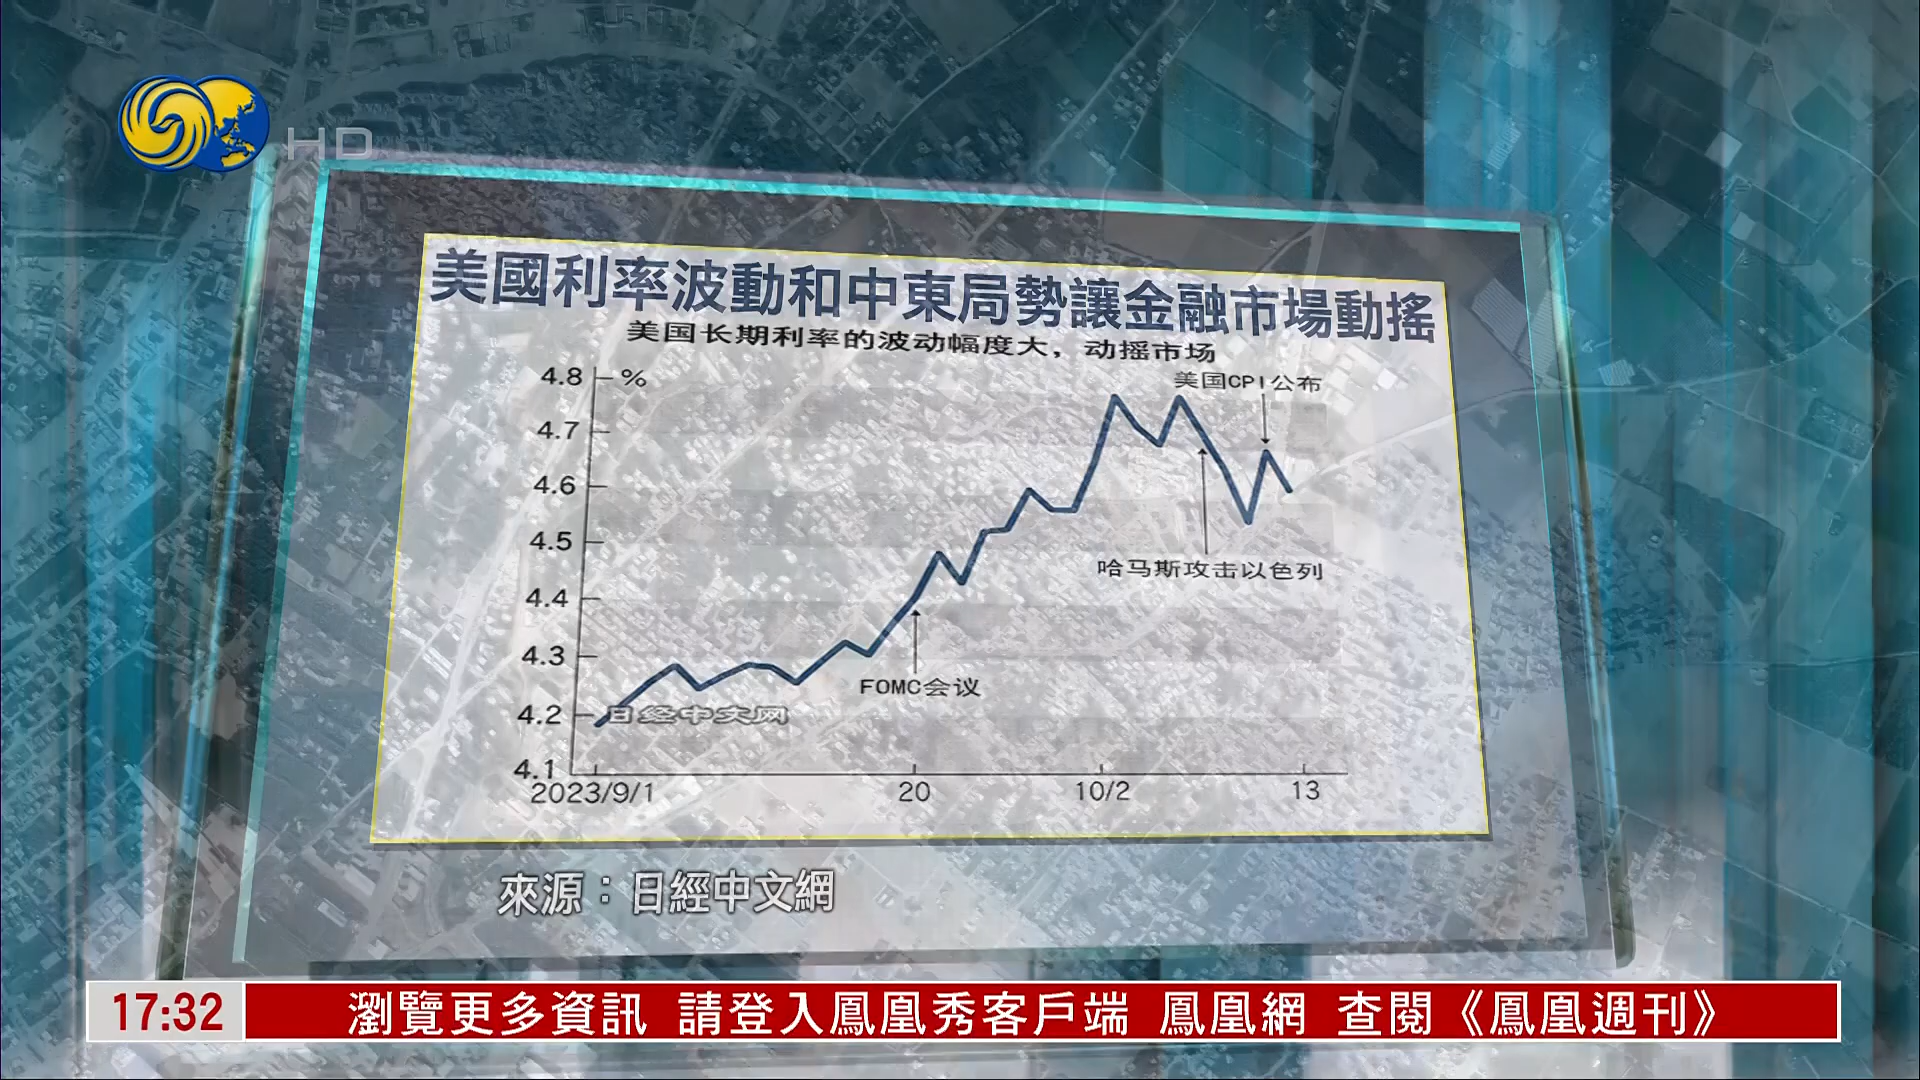 HD
美國利率波動和中東局勢讓金融市場動搖
美国长期利率的波动幅度大，动摇市场
4.8 %
美国CPI公布
4.7
4.6
4.5
哈马斯攻击以色列
4.4
4.3
FOMC会议
4.2
日经中文网
4.1
2023/9/1 20 10/2 13
來源：日經中文網
17:32 瀏覽更多資訊 請登入鳳凰秀客戶端 鳳凰網 查閱《鳳凰週刊》